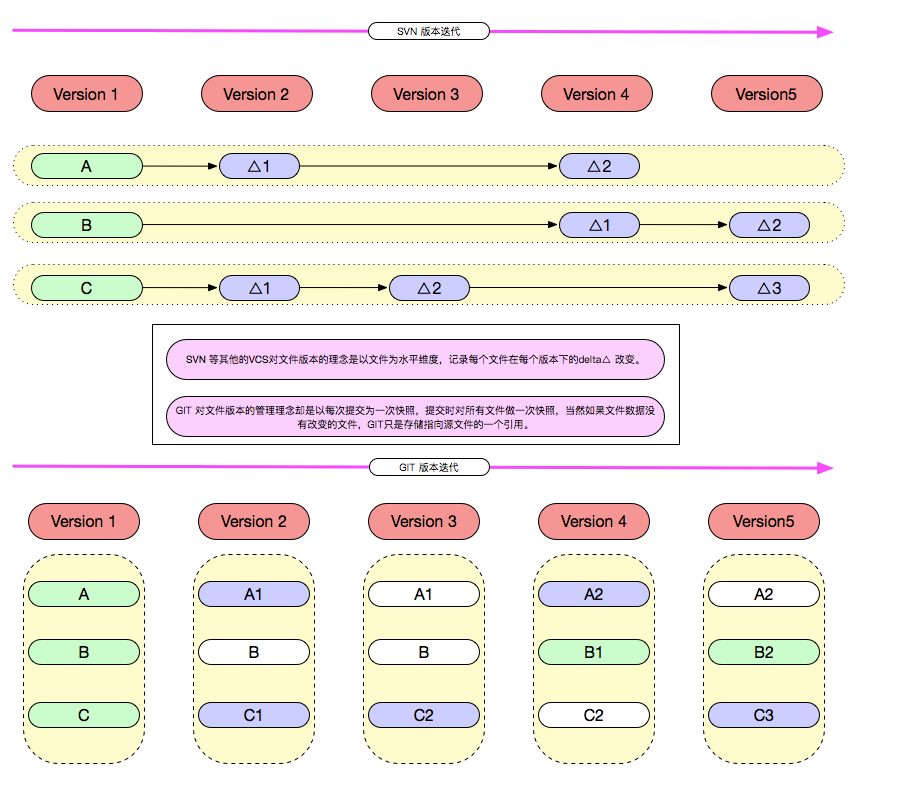 SVN 版本迭代
Version 1
Version 2
Version 3
Version 4
Version5
A
△1
△2
B
△1
△2
C
△1
△2
△3
SVN 等其他的VCS对文件版本的理念是以文件为水平维度，记录每个文件在每个版本下的delta△ 改变。
GIT 对文件版本的管理理念却是以每次提交为一次快照，提交时对所有文件做一次快照，当然如果文件数据没
有改变的文件，GIT只是存储指向源文件的一个引用。
GIT 版本迭代
Version 1
Version 2
Version 3
Version 4
Version5
A
A1
A1
A2
A2
B
B
B
B1
B2
C
C1
C2
C2
C3